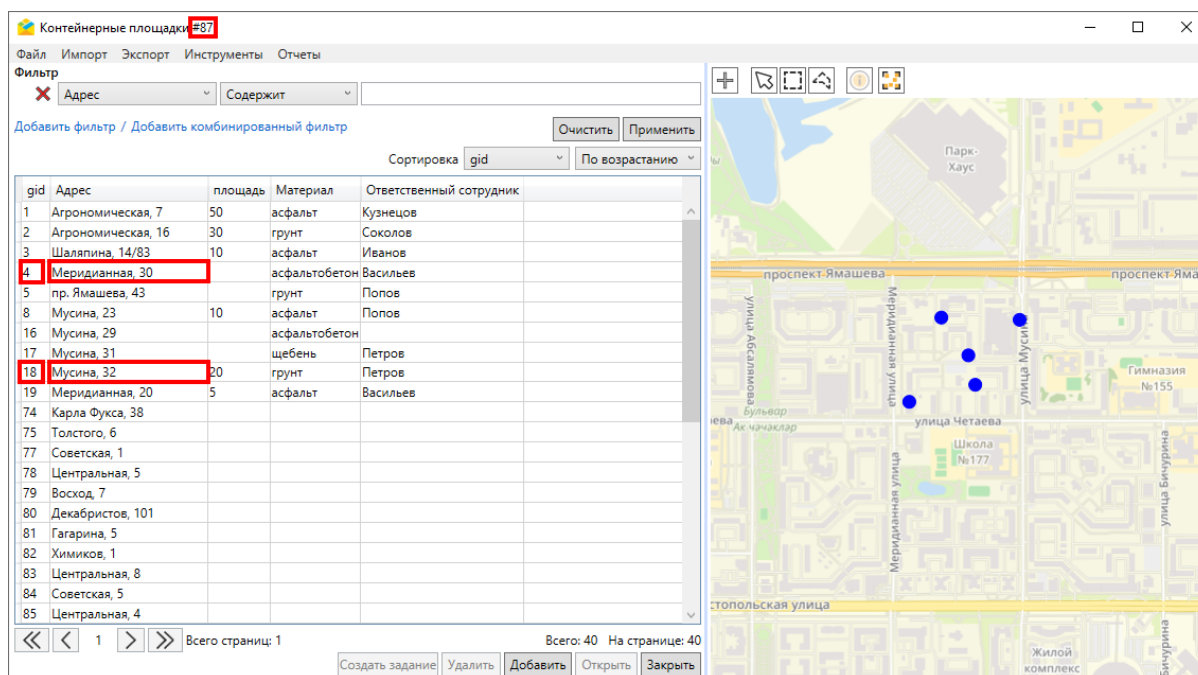 Контейнерные площадки #87
Файл Импорт Экспорт Инструменты Отчеты
Фильтр
Адрес Содержит
Добавить фильтр / Добавить комбинированный фильтр Очистить Применить
Сортировка gid По возрастанию
gid Адрес площадь Материал Ответственный сотрудник
1 Агрономическая, 7 50 асфальт Кузнецов
2 Агрономическая, 16 30 грунт Соколов
3 Шаляпина, 14/83 10 асфальт Иванов
4 Меридианная, 30 асфальтобетон Васильев
5 пр. Ямашева, 43 грунт Попов
8 Мусина, 23 10 асфальт Попов
16 Мусина, 29 асфальтобетон
17 Мусина, 31 щебень Петров
18 Мусина, 32 20 грунт Петров
19 Меридианная, 20 5 асфальт Васильев
74 Карла Фукса, 38
75 Толстого, 6
77 Советская, 1
78 Центральная, 5
79 Восход, 7
80 Декабристов, 101
81 Гагарина, 5
82 Химиков, 1
83 Центральная, 8
84 Советская, 5
85 Центральная, 4
1 Всего страниц: 1 Всего: 40 На странице: 40
Создать задание Удалить Добавить Открыть Закрыть
Парк-
Хаус
проспект Ямашева
проспект Яма
улица Абсалямова
Меридианная улица
улица Мусина
Гимназия
№155
Бульвар
Ак чәчәкләр
ева
улица Четаева
Школа
№177
Меридианная улица
улица Бичурина
стопольская улица
Бичурина
Жилой
комплекс